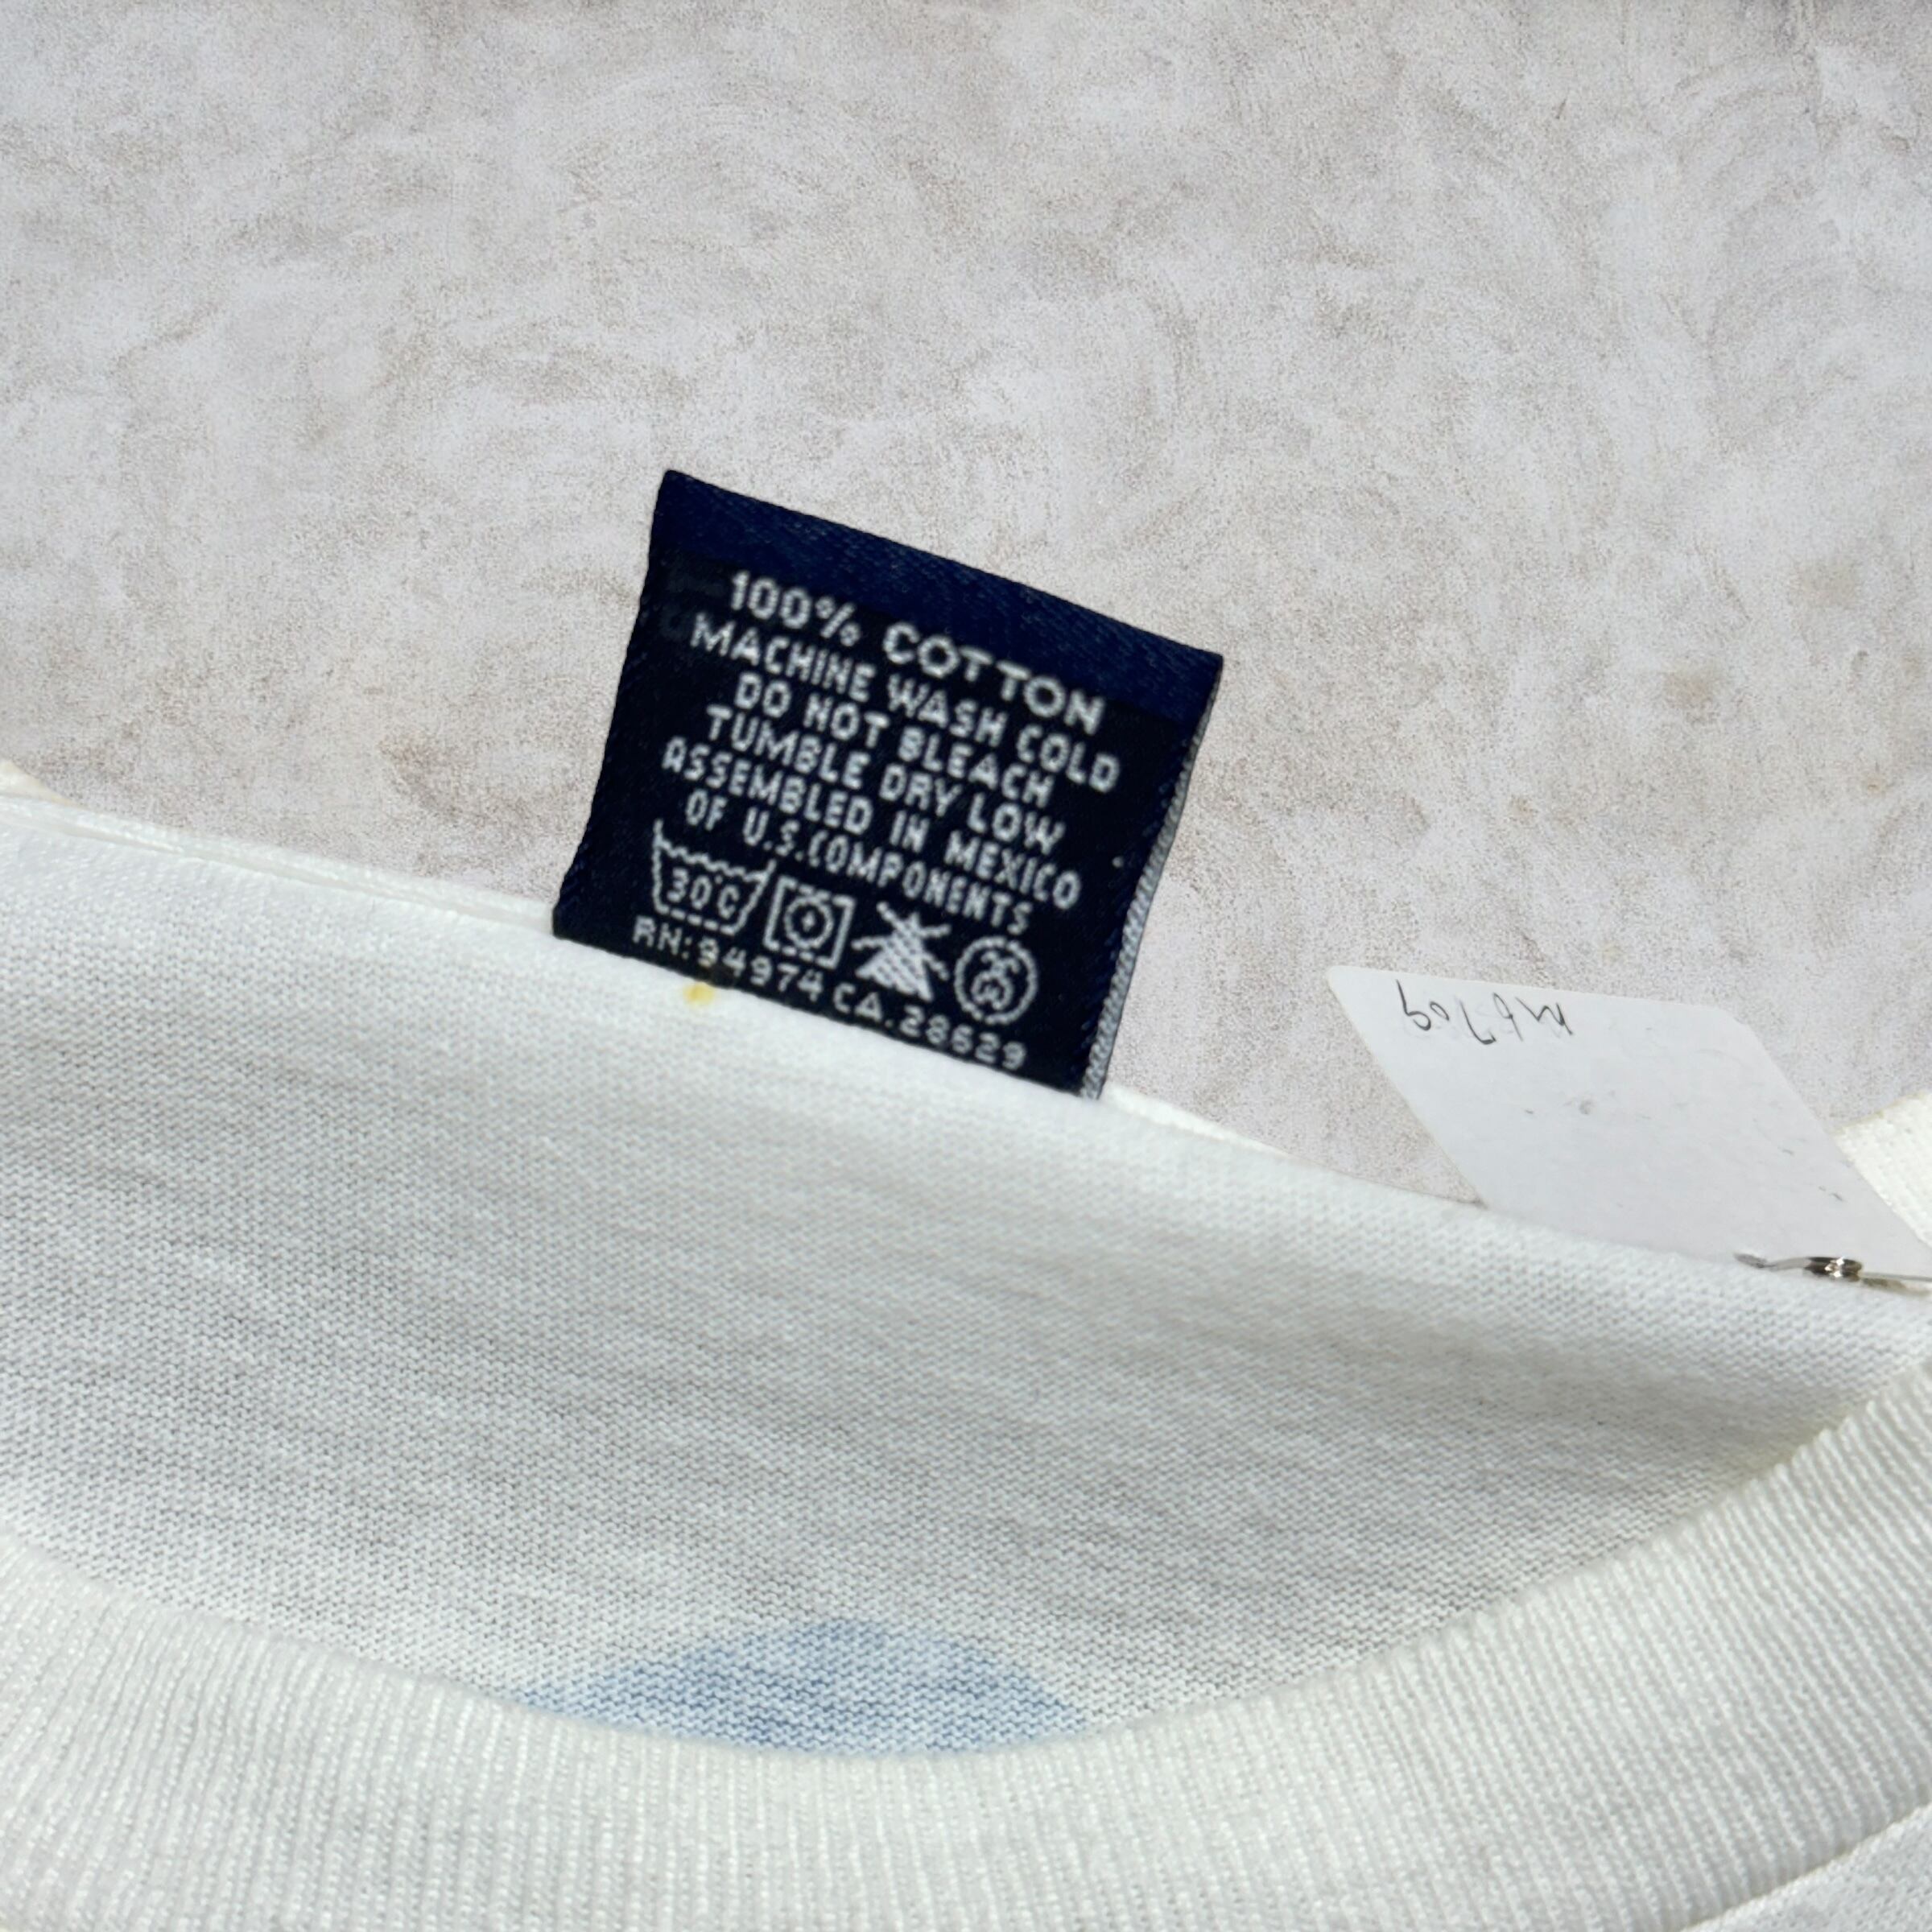 100% COTTON
MACHINE WASH COLD
DO NOT BLEACH
TUMBLE DRY LOW
ASSEMBLED IN MEXICO
OF U.S.COMPONENTS
30°C
RN:94974 CA.28629